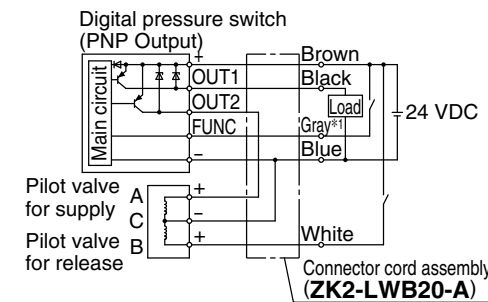 Digital pressure switch
(PNP Output)
Main circuit
+
OUT1
OUT2
FUNC
−
Brown
Black
Load
Gray*1
Blue
24 VDC
Pilot valve
for supply
A
+
C
−
Pilot valve
for release
B
+
White
Connector cord assembly
(ZK2-LWB20-A)